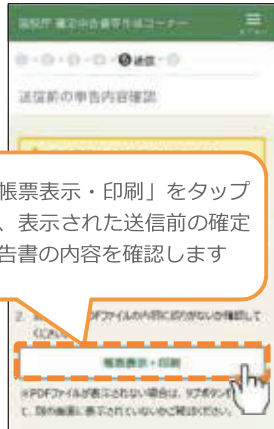 国税庁 確定申告書等作成コーナー
送信
送信前の申告内容確認
帳票表示・印刷」をタップ
、表示された送信前の確定
告書の内容を確認します
PDFファイルの内容に誤りがないか確認して
ください
帳票表示・印刷
※PDFファイルが表示されない場合は、タブボタン
て、別の画面に表示されていないかご確認ください。